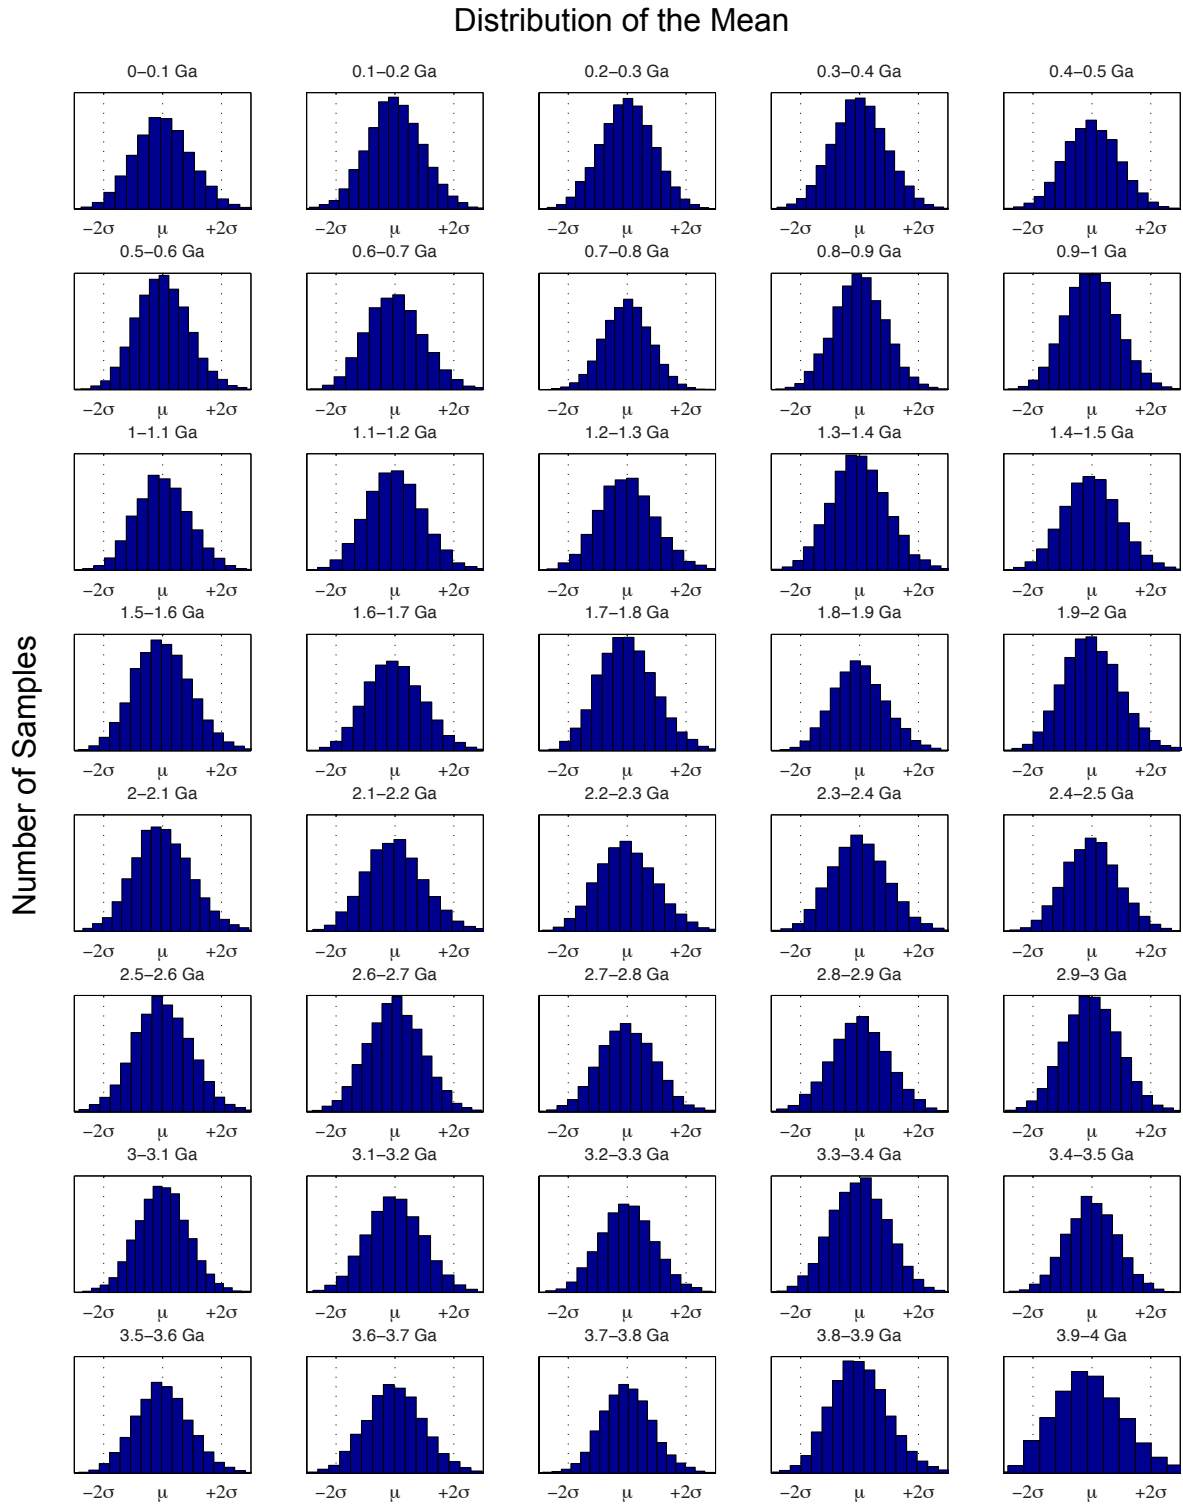 Distribution of the Mean
0−0.1 Ga 0.1−0.2 Ga 0.2−0.3 Ga 0.3−0.4 Ga 0.4−0.5 Ga
−2σ μ +2σ −2σ μ +2σ −2σ μ +2σ −2σ μ +2σ −2σ μ +2σ
0.5−0.6 Ga 0.6−0.7 Ga 0.7−0.8 Ga 0.8−0.9 Ga 0.9−1 Ga
−2σ μ +2σ −2σ μ +2σ −2σ μ +2σ −2σ μ +2σ −2σ μ +2σ
1−1.1 Ga 1.1−1.2 Ga 1.2−1.3 Ga 1.3−1.4 Ga 1.4−1.5 Ga
−2σ μ +2σ −2σ μ +2σ −2σ μ +2σ −2σ μ +2σ −2σ μ +2σ
1.5−1.6 Ga 1.6−1.7 Ga 1.7−1.8 Ga 1.8−1.9 Ga 1.9−2 Ga
−2σ μ +2σ −2σ μ +2σ −2σ μ +2σ −2σ μ +2σ −2σ μ +2σ
Number of Samples
2−2.1 Ga 2.1−2.2 Ga 2.2−2.3 Ga 2.3−2.4 Ga 2.4−2.5 Ga
−2σ μ +2σ −2σ μ +2σ −2σ μ +2σ −2σ μ +2σ −2σ μ +2σ
2.5−2.6 Ga 2.6−2.7 Ga 2.7−2.8 Ga 2.8−2.9 Ga 2.9−3 Ga
−2σ μ +2σ −2σ μ +2σ −2σ μ +2σ −2σ μ +2σ −2σ μ +2σ
3−3.1 Ga 3.1−3.2 Ga 3.2−3.3 Ga 3.3−3.4 Ga 3.4−3.5 Ga
−2σ μ +2σ −2σ μ +2σ −2σ μ +2σ −2σ μ +2σ −2σ μ +2σ
3.5−3.6 Ga 3.6−3.7 Ga 3.7−3.8 Ga 3.8−3.9 Ga 3.9−4 Ga
−2σ μ +2σ −2σ μ +2σ −2σ μ +2σ −2σ μ +2σ −2σ μ +2σ